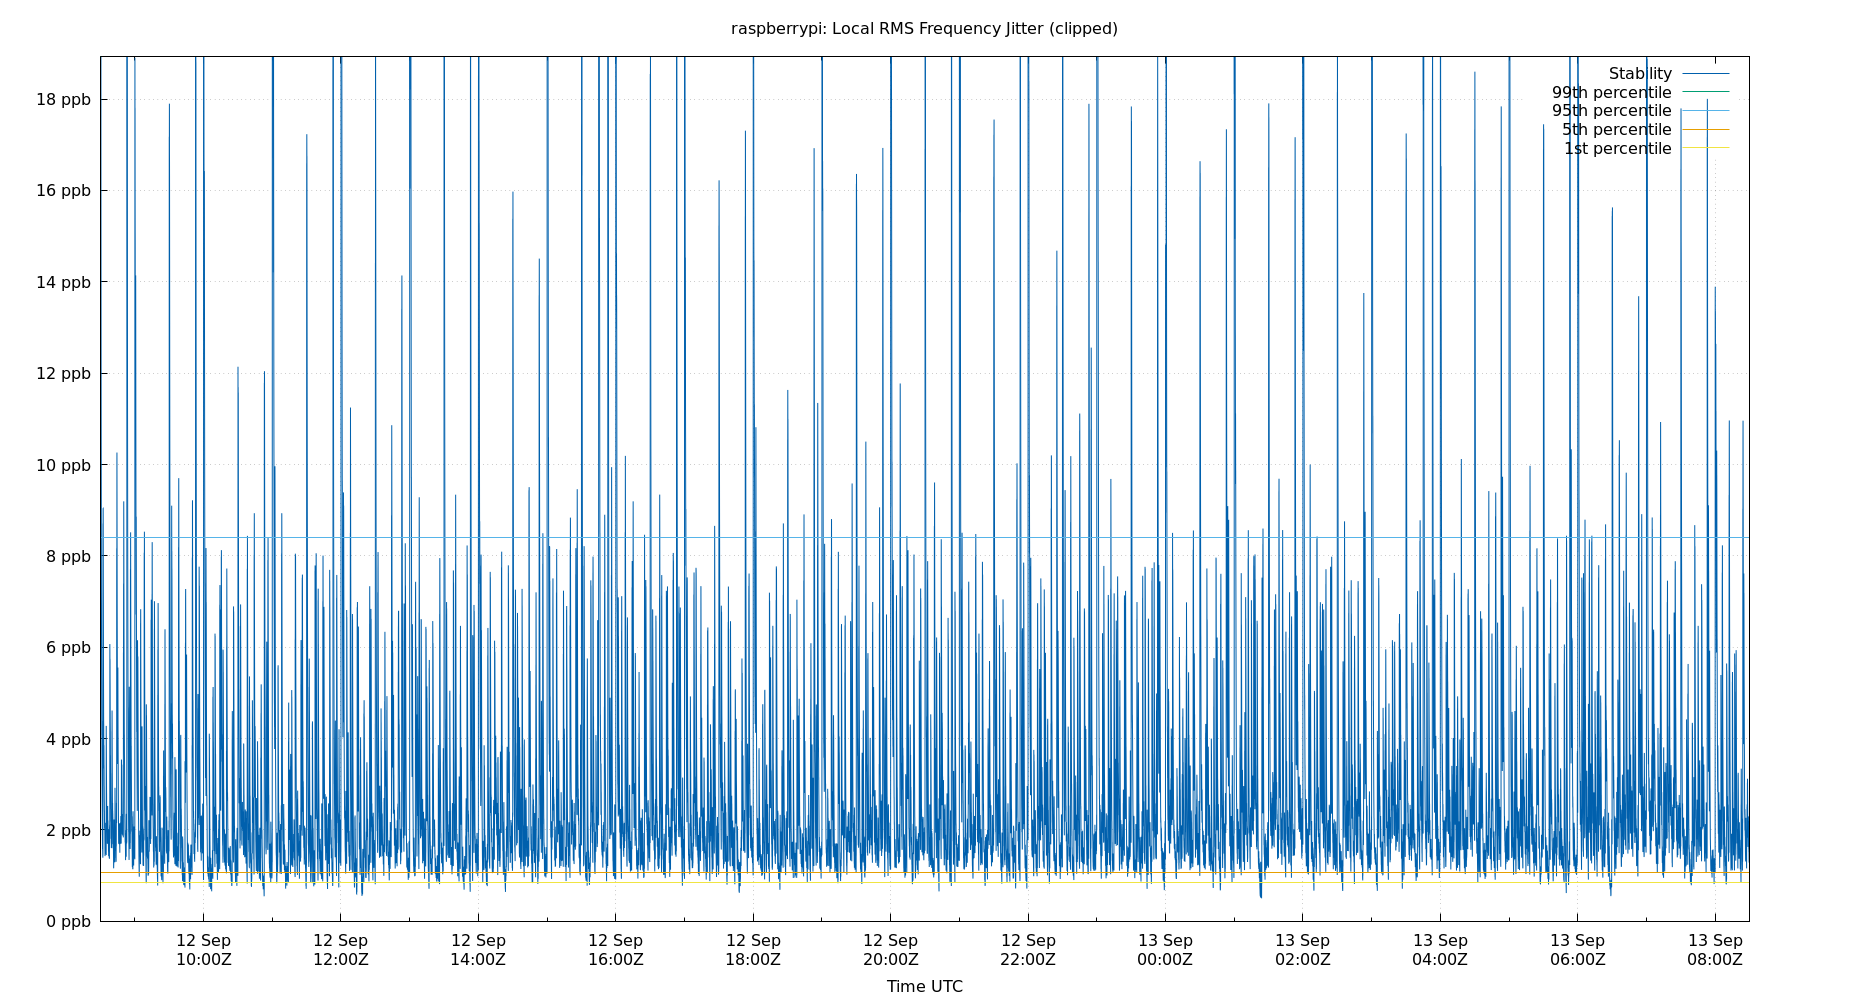 raspberrypi: Local RMS Frequency Jitter (clipped)
Stability
99th percentile
95th percentile
5th percentile
1st percentile
18 ppb
16 ppb
14 ppb
12 ppb
10 ppb
8 ppb
6 ppb
4 ppb
2 ppb
0 ppb
12 Sep 12 Sep 12 Sep 12 Sep 12 Sep 12 Sep 12 Sep 13 Sep 13 Sep 13 Sep 13 Sep 13 Sep
10:00Z 12:00Z 14:00Z 16:00Z 18:00Z 20:00Z 22:00Z 00:00Z 02:00Z 04:00Z 06:00Z 08:00Z
Time UTC